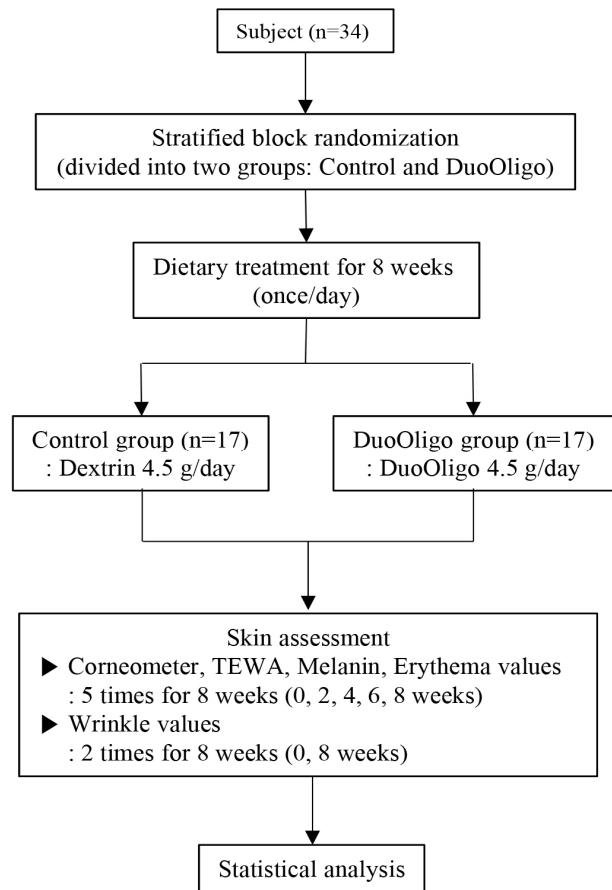 Subject (n=34)
Stratified block randomization
(divided into two groups: Control and DuoOligo)
Dietary treatment for 8 weeks
(once/day)
Control group (n=17)
: Dextrin 4.5 g/day
DuoOligo group (n=17)
: DuoOligo 4.5 g/day
Skin assessment
▶ Corneometer, TEWA, Melanin, Erythema values
: 5 times for 8 weeks (0, 2, 4, 6, 8 weeks)
▶ Wrinkle values
: 2 times for 8 weeks (0, 8 weeks)
Statistical analysis